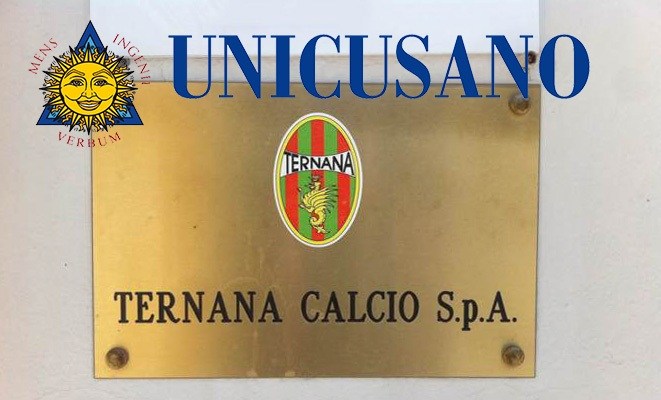 MENS INGENII VERBUM
UNICUSANO
TERNANA
TERNANA CALCIO S.p.A.